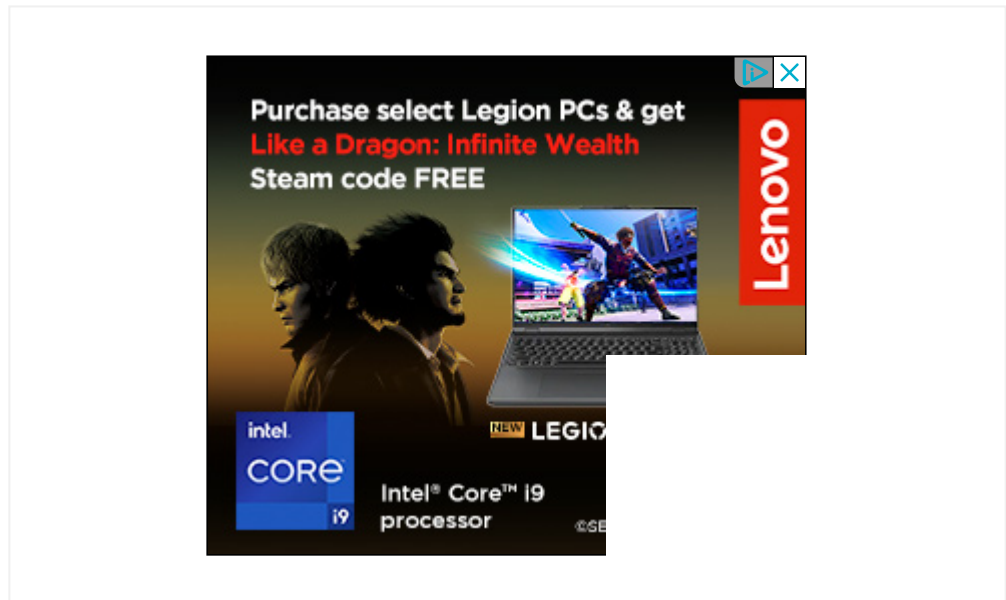 Purchase select Legion PCs & get
Like a Dragon: Infinite Wealth
Steam code FREE
Lenovo
NEW
intel.
CORE™
i9
Intel® Core™ i9
processor